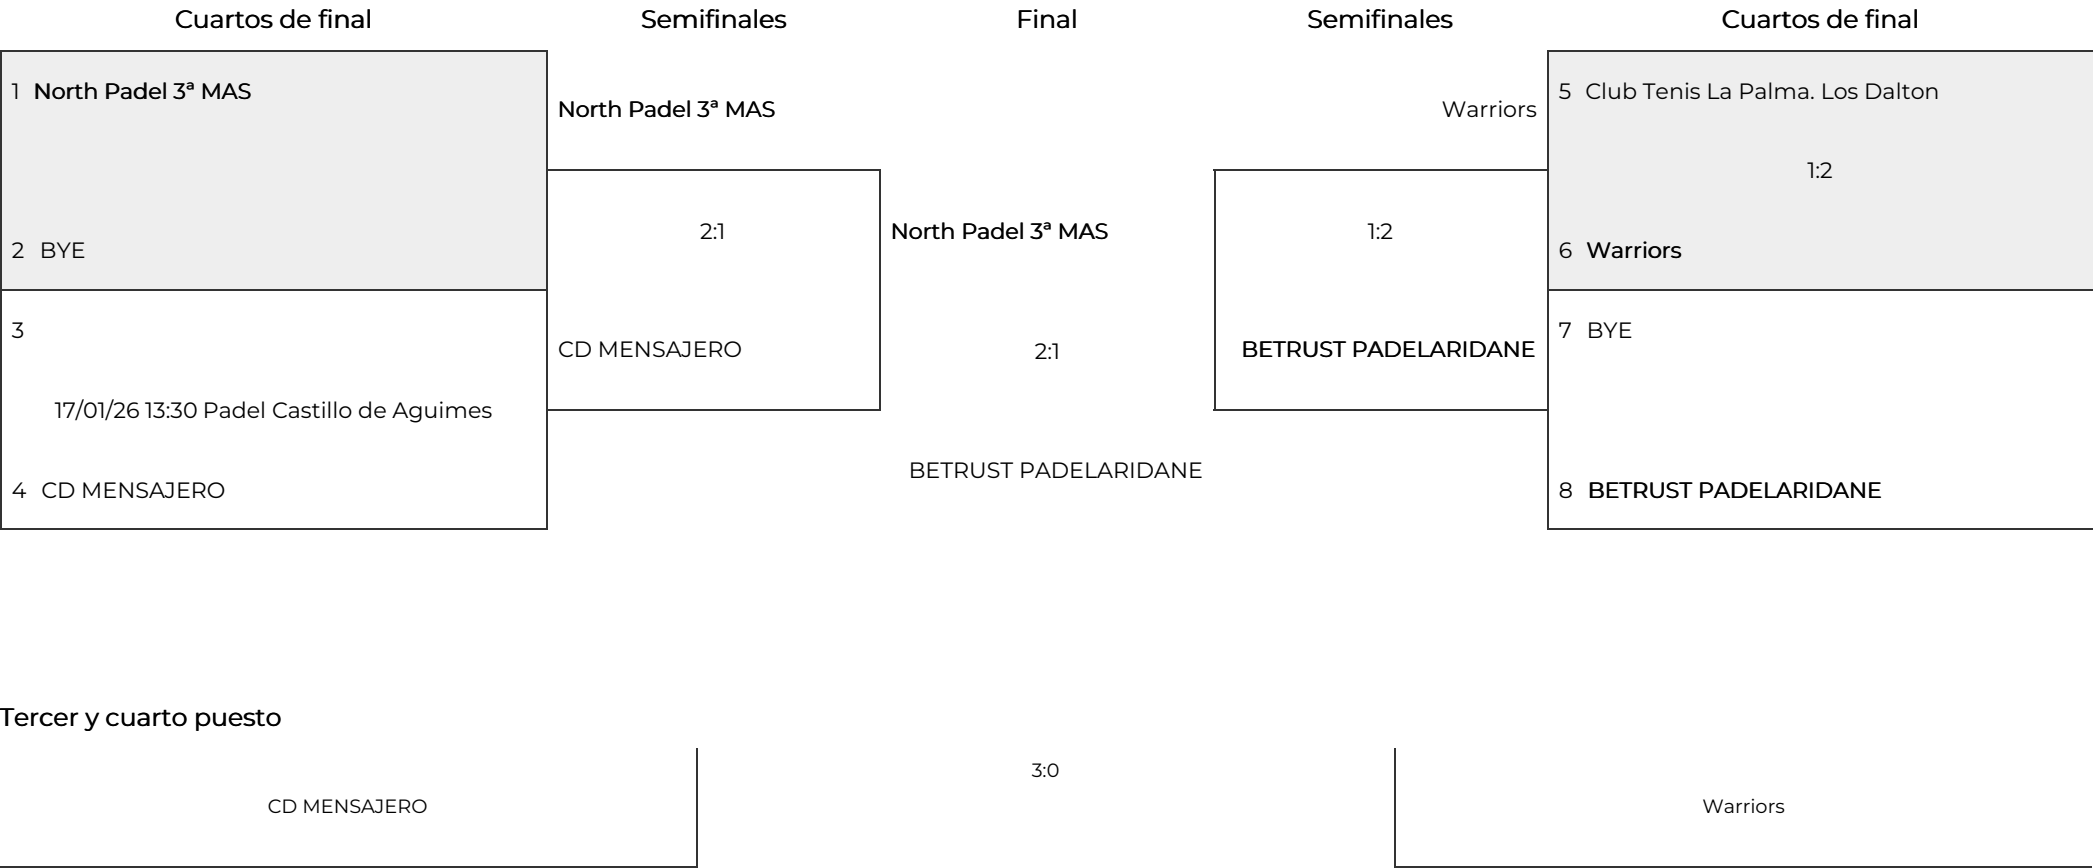 Cuartos de final
Semifinales
Final
Semifinales
Cuartos de final
1 North Padel 3ª MAS
2 BYE
3
17/01/26 13:30 Padel Castillo de Aguimes
4 CD MENSAJERO
North Padel 3ª MAS
2:1
CD MENSAJERO
North Padel 3ª MAS
2:1
BETRUST PADELARIDANE
Warriors
1:2
BETRUST PADELARIDANE
5 Club Tenis La Palma. Los Dalton
1:2
6 Warriors
7 BYE
8 BETRUST PADELARIDANE
Tercer y cuarto puesto
CD MENSAJERO
3:0
Warriors